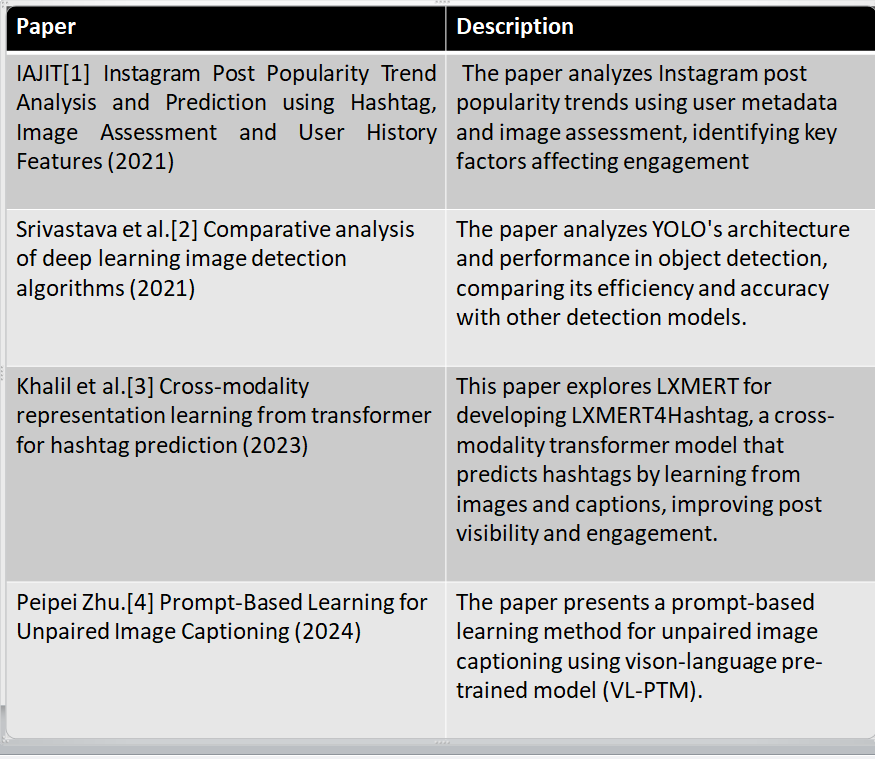 Paper
Description
IAJIT[1] Instagram Post Popularity Trend
Analysis and Prediction using Hashtag,
Image Assessment and User History
Features (2021)
The paper analyzes Instagram post
popularity trends using user metadata
and image assessment, identifying key
factors affecting engagement
Srivastava et al.[2] Comparative analysis
of deep learning image detection
algorithms (2021)
The paper analyzes YOLO's architecture
and performance in object detection,
comparing its efficiency and accuracy
with other detection models.
Khalil et al.[3] Cross-modality
representation learning from transformer
for hashtag prediction (2023)
This paper explores LXMERT for
developing LXMERT4Hashtag, a cross-
modality transformer model that
predicts hashtags by learning from
images and captions, improving post
visibility and engagement.
Peipei Zhu.[4] Prompt-Based Learning for
Unpaired Image Captioning (2024)
The paper presents a prompt-based
learning method for unpaired image
captioning using vison-language pre-
trained model (VL-PTM).